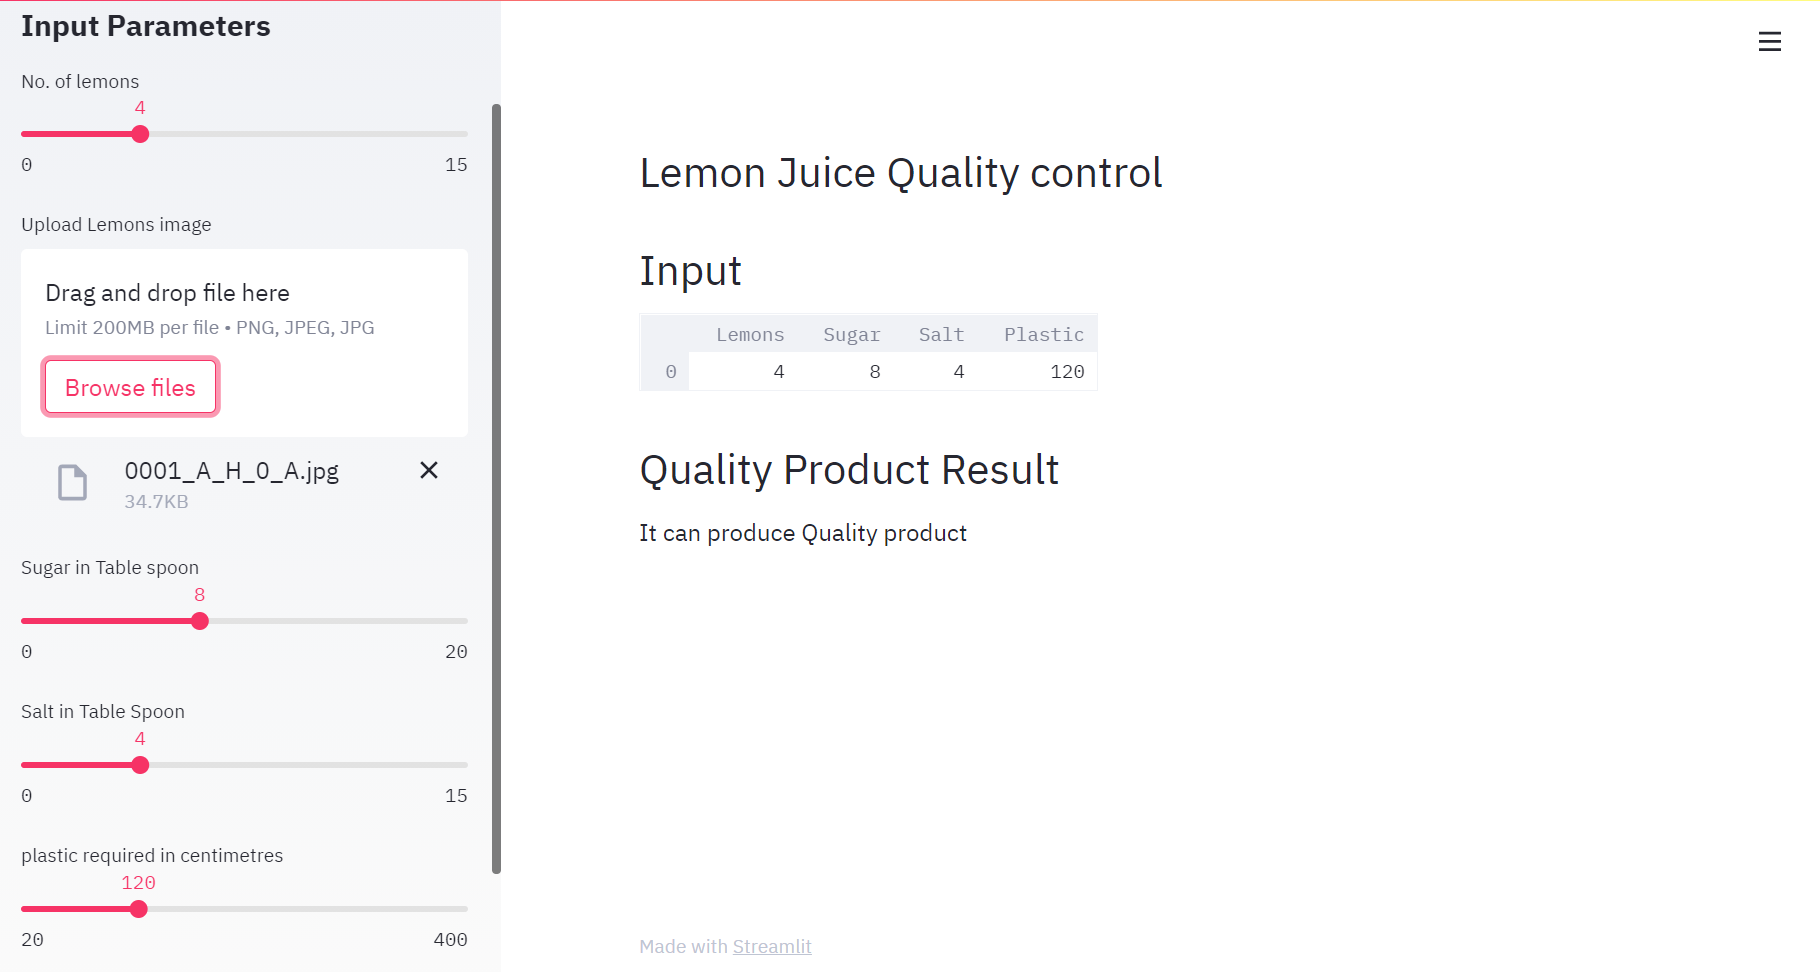 Input Parameters
No. of lemons
4
0 15
Upload Lemons image
Drag and drop file here
Limit 200MB per file • PNG, JPEG, JPG
Browse files
0001_A_H_0_A.jpg
34.7KB
Sugar in Table spoon
8
0 20
Salt in Table Spoon
4
0 15
plastic required in centimetres
120
20 400
Lemon Juice Quality control
Input
Lemons Sugar Salt Plastic
0 4 8 4 120
Quality Product Result
It can produce Quality product
Made with Streamlit